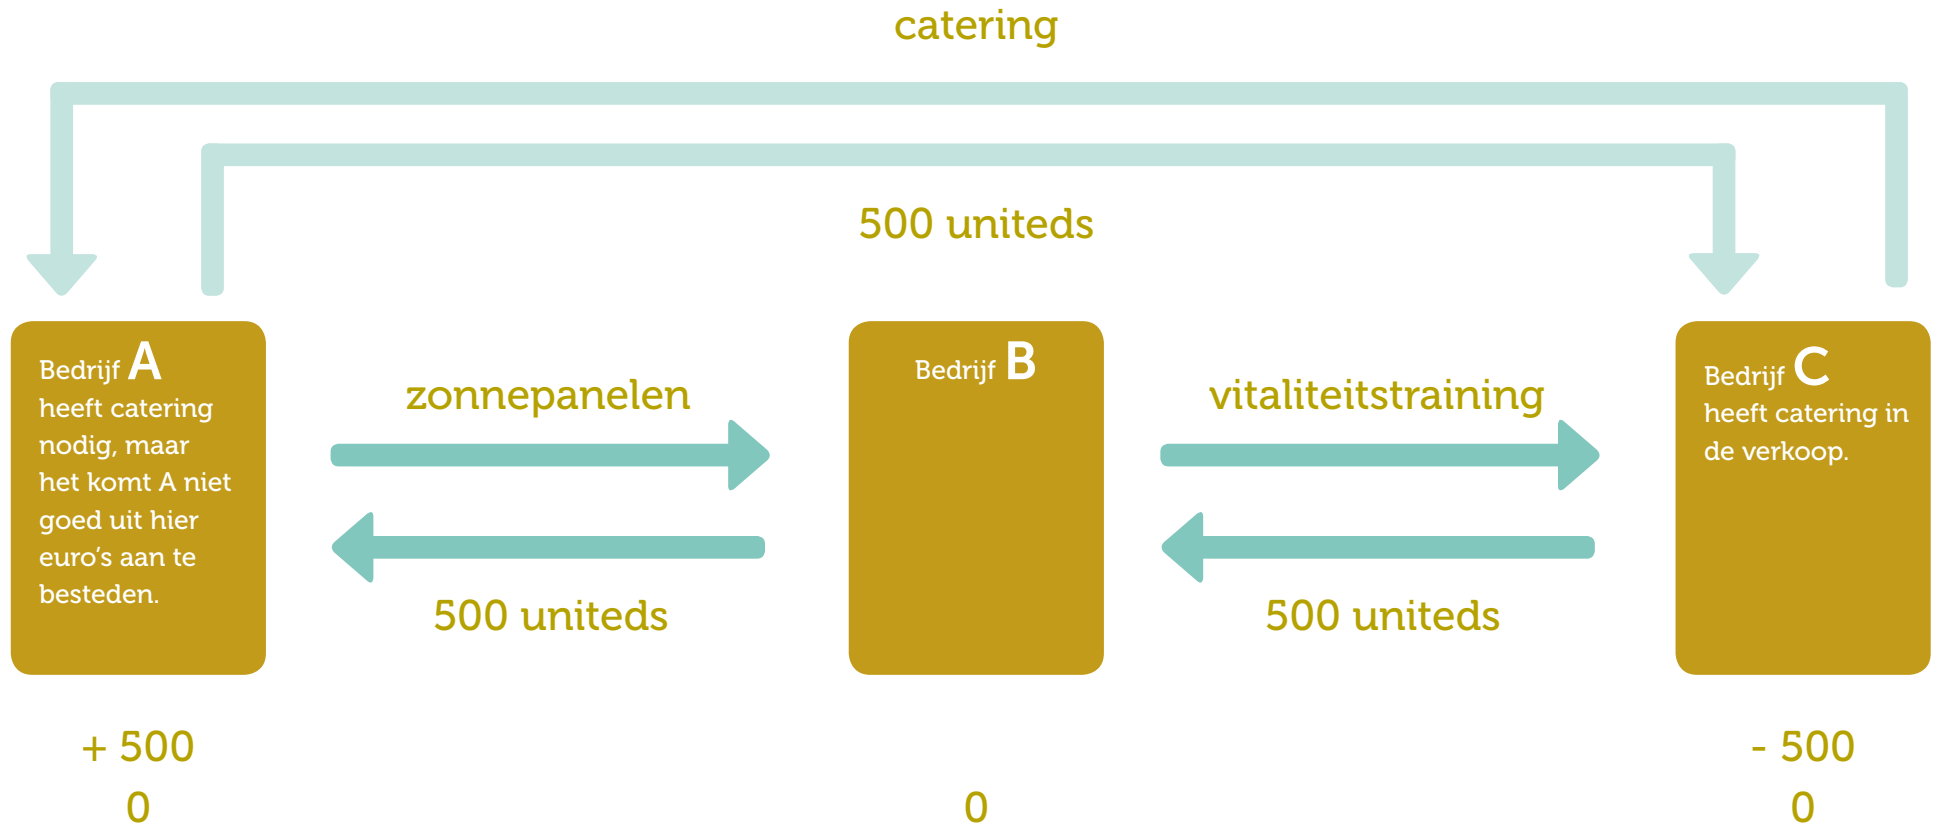 catering
500 uniteds
Bedrijf A
heeft catering
nodig, maar
het komt A niet
goed uit hier
euro's aan te
besteden.
zonnepanelen
500 uniteds
Bedrijf B
vitaliteitstraining
500 uniteds
Bedrijf C
heeft catering in
de verkoop.
+ 500
- 500
0
0
0